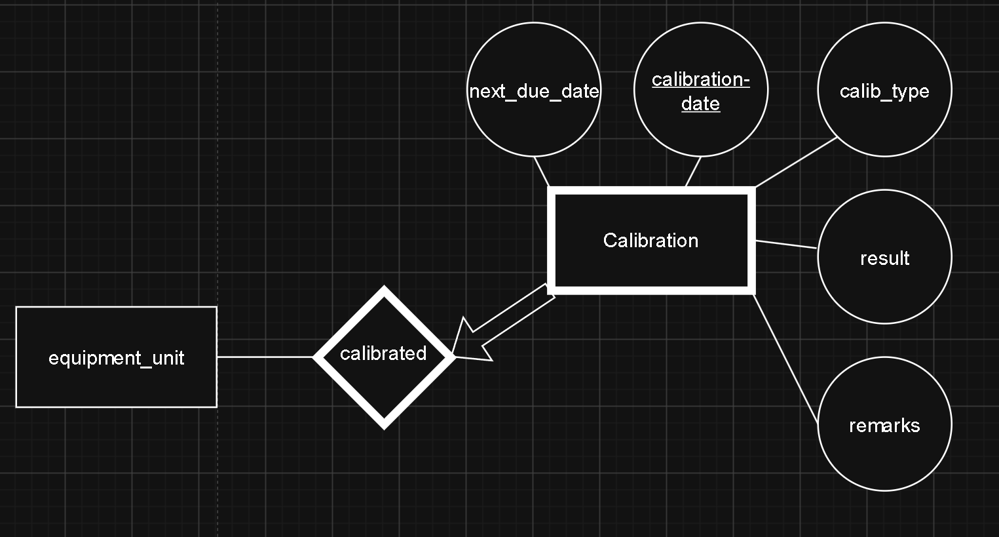 next_due_date
calibration-
date
calib_type
Calibration
result
calibrated
equipment_unit
remarks